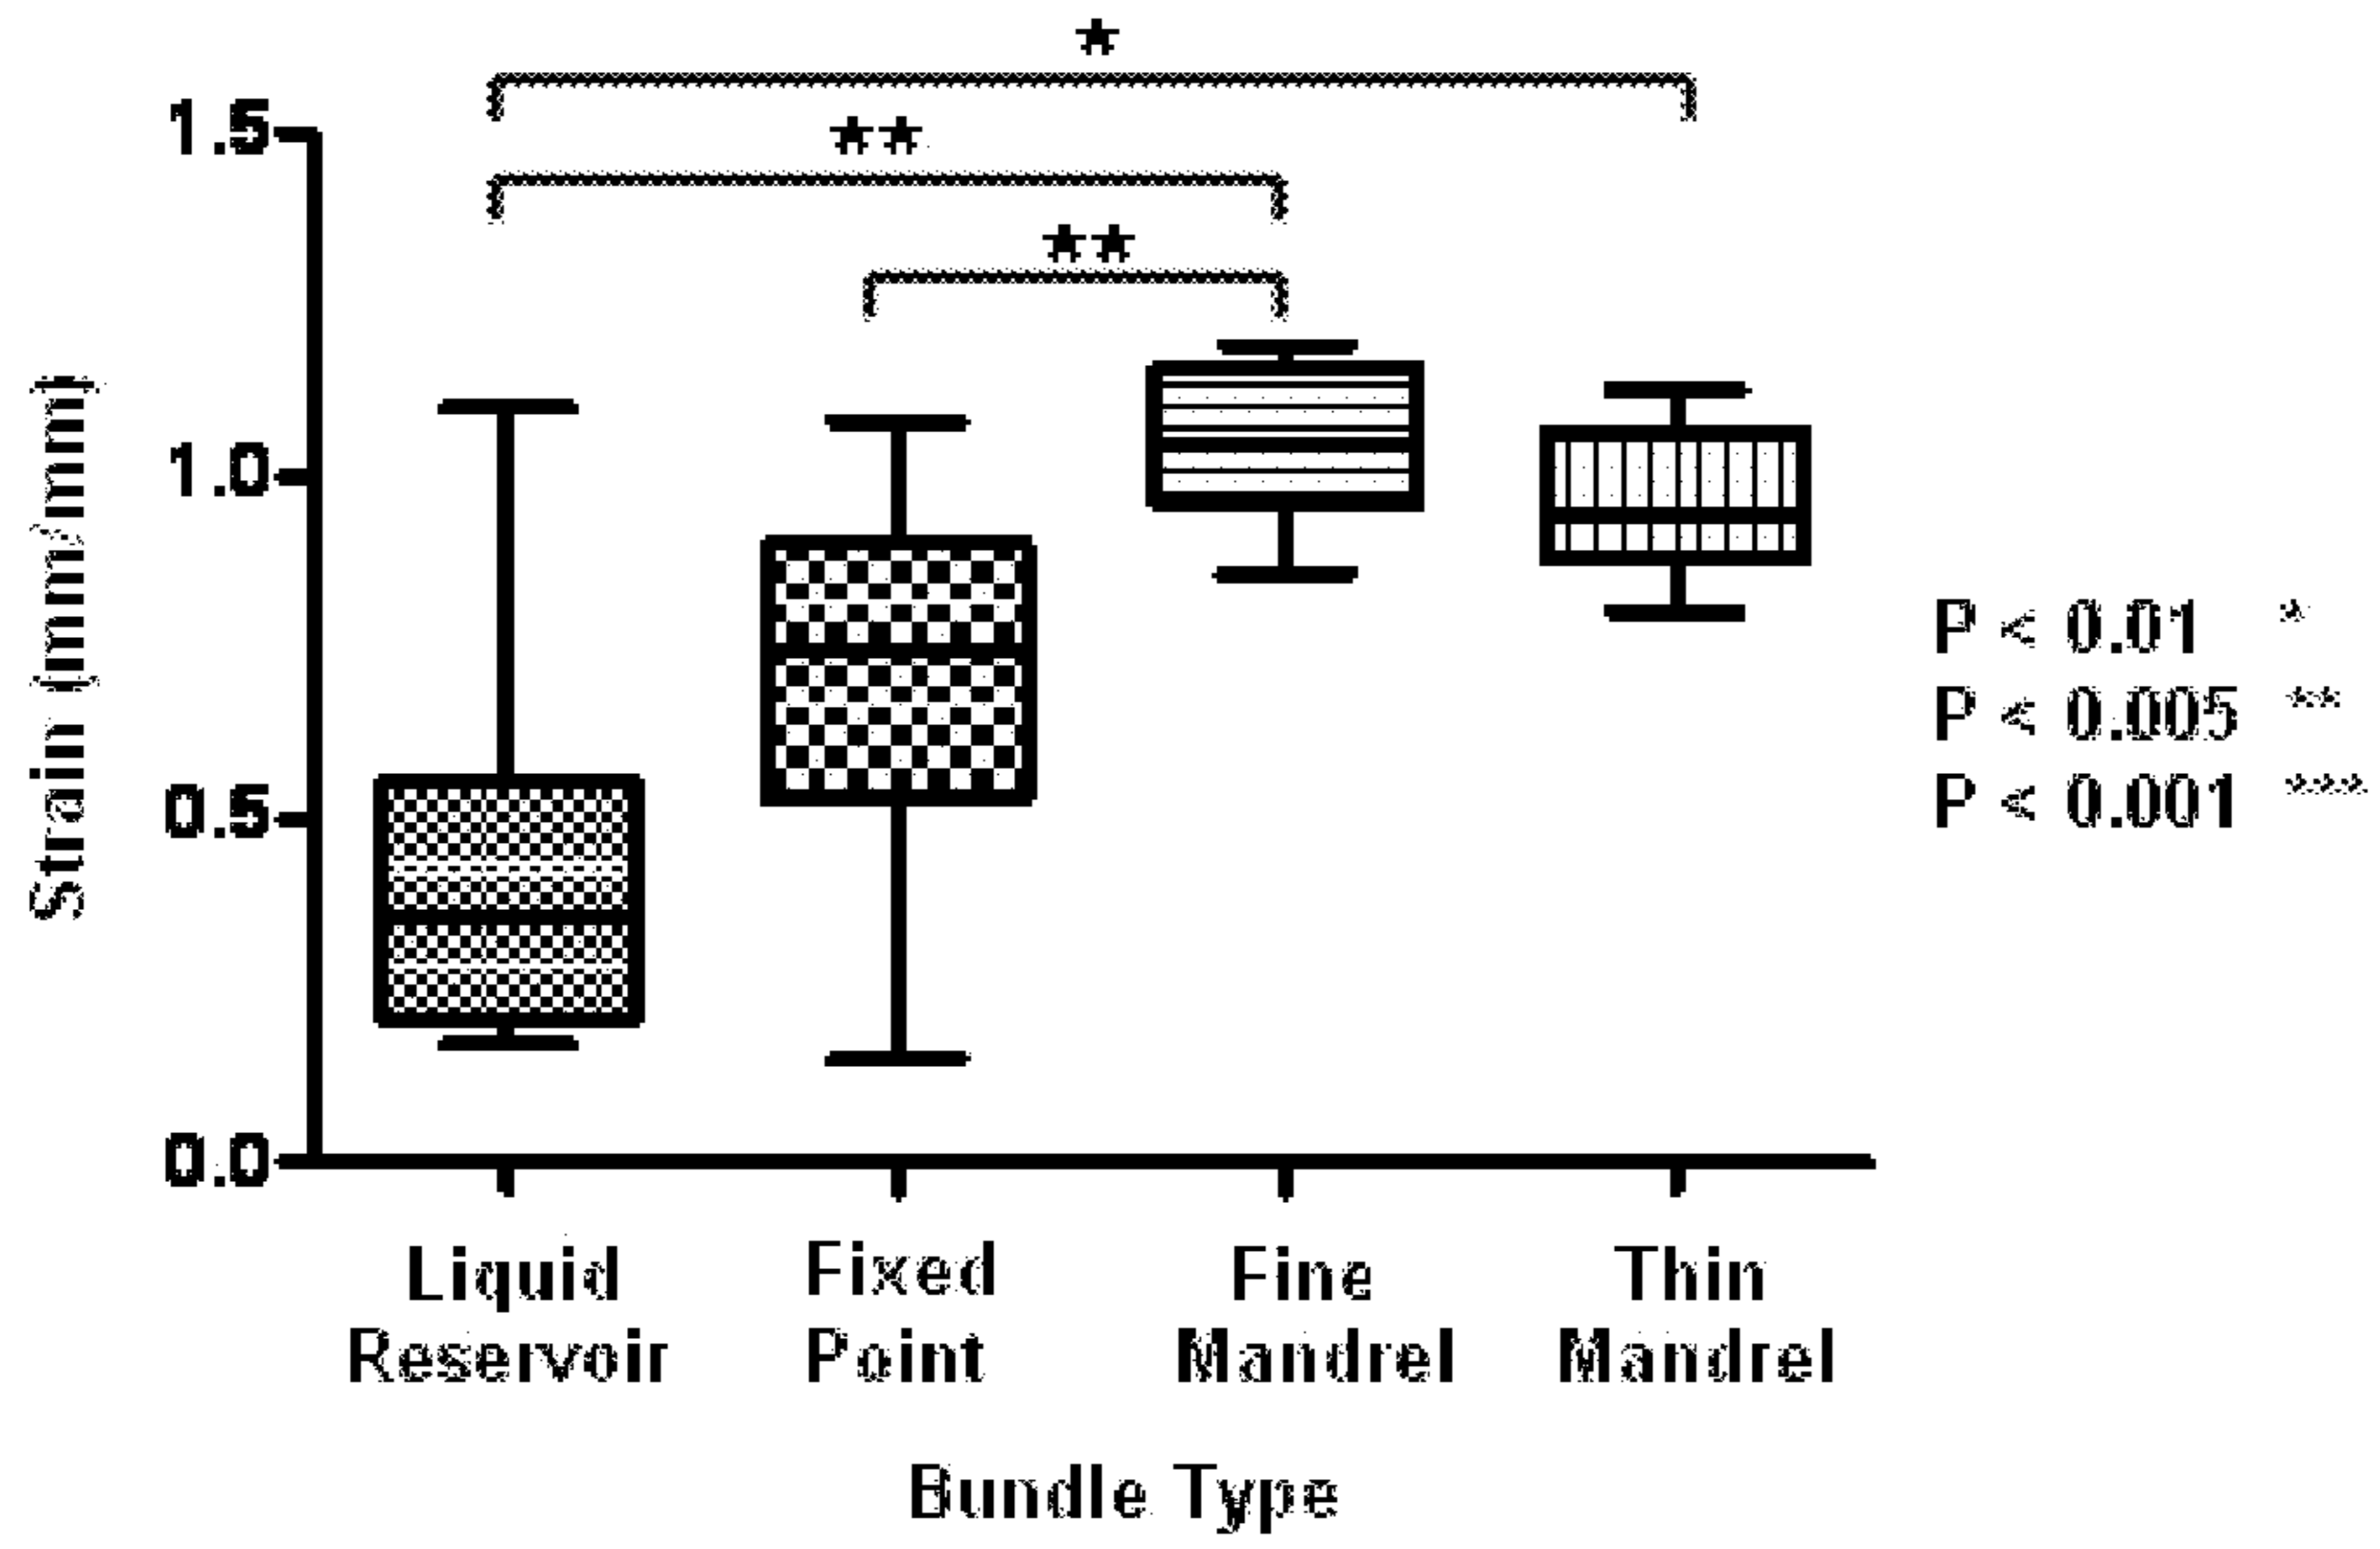 *
1.5
**
**
1.0
0.5
0.0
Strain (mm/mm)
P < 0.01 *
P < 0.005 **
P < 0.001 ***
Liquid Reservoir
Fixed Point
Fine Mandrel
Thin Mandrel
Bundle Type